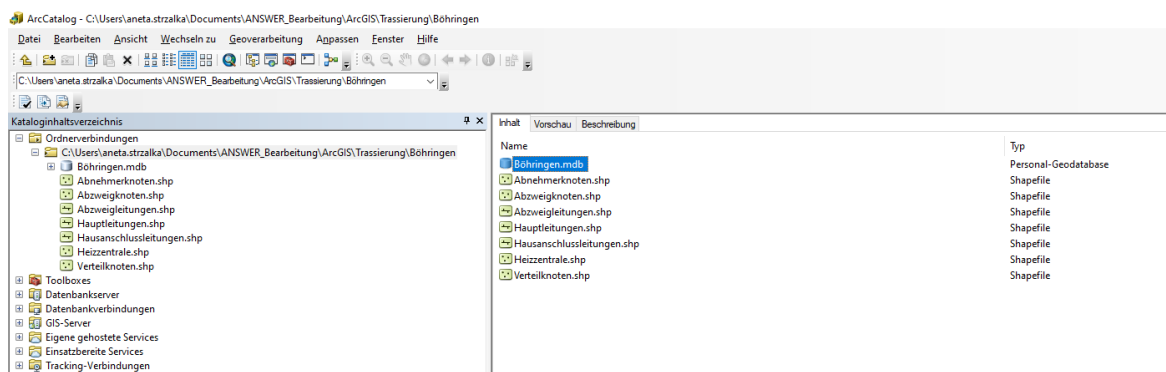 ArcCatalog - C:\Users\aneta.strzalka\Documents\ANSWER_Bearbeitung\ArcGIS\Trassierung\Böhringen
Datei Bearbeiten Ansicht Wechseln zu Geoverarbeitung Anpassen Fenster Hilfe
C:\Users\aneta.strzalka\Documents\ANSWER_Bearbeitung\ArcGIS\Trassierung\Böhringen
Kataloginhaltsverzeichnis
Ordnerverbindungen
C:\Users\aneta.strzalka\Documents\ANSWER_Bearbeitung\ArcGIS\Trassierung\Böhringen
Böhringen.mdb
Abnehmerknoten.shp
Abzweigknoten.shp
Abzweigleitungen.shp
Hauptleitungen.shp
Hausanschlussleitungen.shp
Heizzentrale.shp
Verteilknoten.shp
Toolboxes
Datenbankserver
Datenbankverbindungen
GIS-Server
Eigene gehostete Services
Einsatzbereite Services
Tracking-Verbindungen
Inhalt Vorschau Beschreibung
Name Typ
Böhringen.mdb Personal-Geodatabase
Abnehmerknoten.shp Shapefile
Abzweigknoten.shp Shapefile
Abzweigleitungen.shp Shapefile
Hauptleitungen.shp Shapefile
Hausanschlussleitungen.shp Shapefile
Heizzentrale.shp Shapefile
Verteilknoten.shp Shapefile